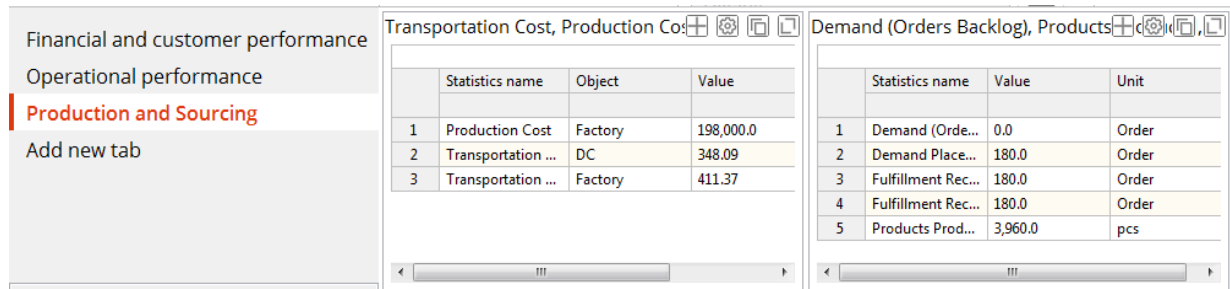 Financial and customer performance
Operational performance
Production and Sourcing
Add new tab
Transportation Cost, Production Cos
Statistics name Object Value
1 Production Cost Factory 198,000.0
2 Transportation ... DC 348.09
3 Transportation ... Factory 411.37
Demand (Orders Backlog), Products
Statistics name Value Unit
1 Demand (Orde... 0.0 Order
2 Demand Place... 180.0 Order
3 Fulfillment Rec... 180.0 Order
4 Fulfillment Rec... 180.0 Order
5 Products Prod... 3,960.0 pcs